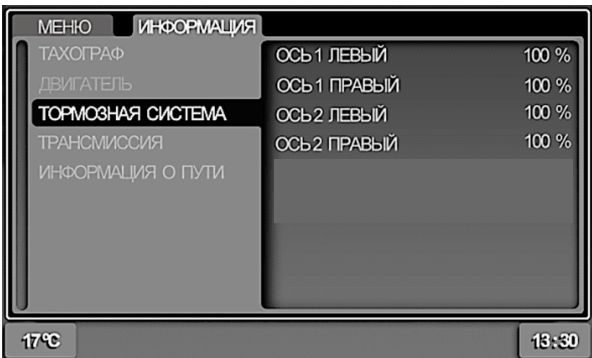 МЕНЮ ИНФОРМАЦИЯ
ТАХОГРАФ
ДВИГАТЕЛЬ
ТОРМОЗНАЯ СИСТЕМА
ТРАНСМИССИЯ
ИНФОРМАЦИЯ О ПУТИ
ОСЬ 1 ЛЕВЫЙ 100 %
ОСЬ 1 ПРАВЫЙ 100 %
ОСЬ 2 ЛЕВЫЙ 100 %
ОСЬ 2 ПРАВЫЙ 100 %
17°C 13:30